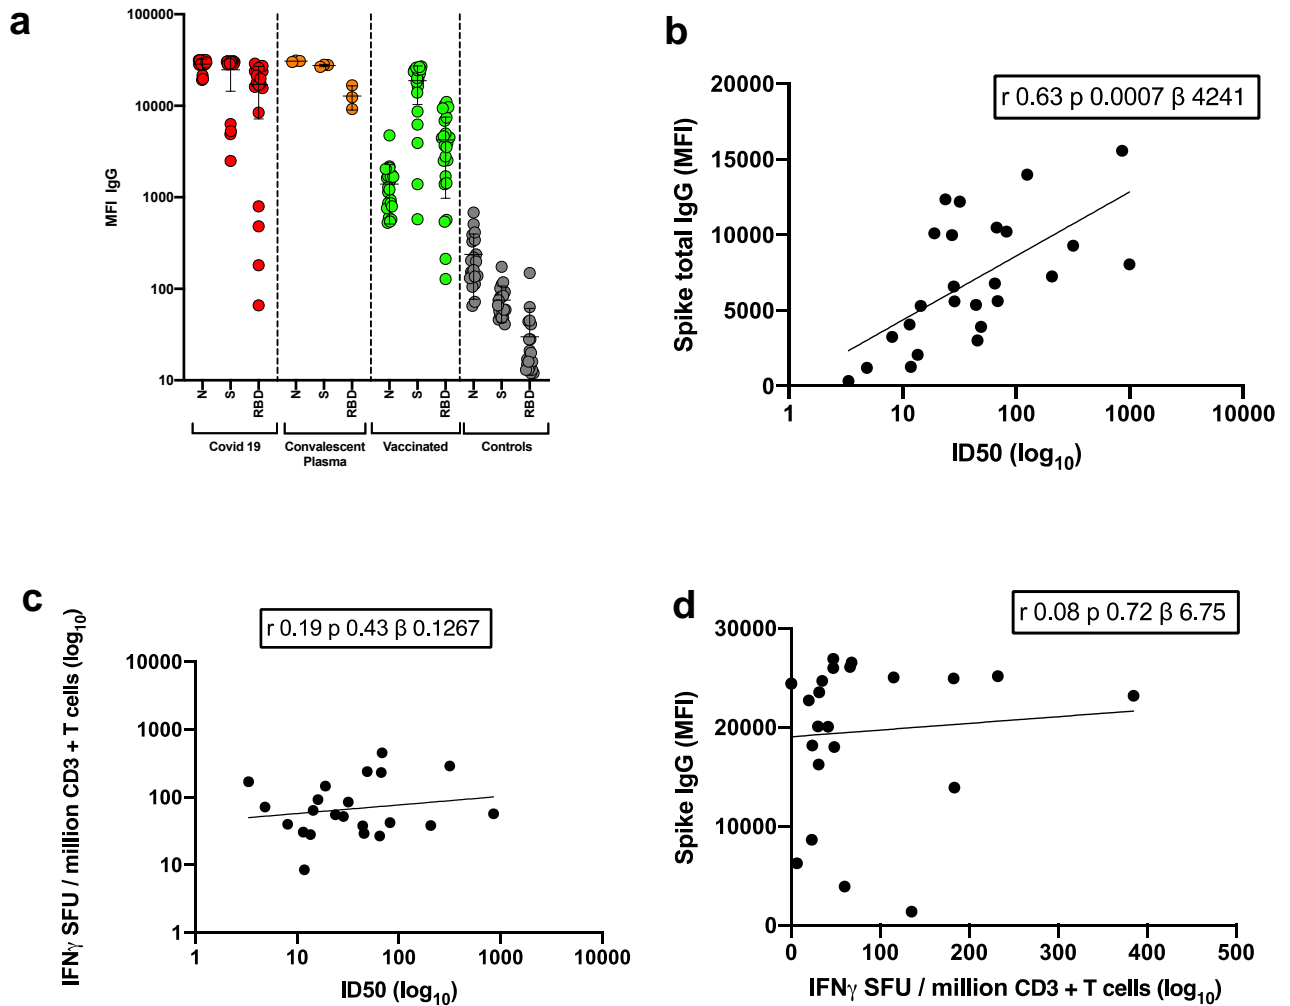 a
100000
10000
1000
100
10
MFI IgG
N
S
RBD
N
S
RBD
N
S
RBD
N
S
RBD
Covid 19
Convalescent
Plasma
Vaccinated
Controls
b
r 0.63 p 0.0007 β 4241
20000
15000
10000
5000
0
Spike total IgG (MFI)
1
10
100
1000
10000
ID50 (log10)
c
r 0.19 p 0.43 β 0.1267
10000
1000
100
10
1
IFNγ SFU / million CD3 + T cells (log10)
1
10
100
1000
10000
ID50 (log10)
d
r 0.08 p 0.72 β 6.75
30000
20000
10000
0
Spike IgG (MFI)
0
100
200
300
400
500
IFNγ SFU / million CD3 + T cells (log10)